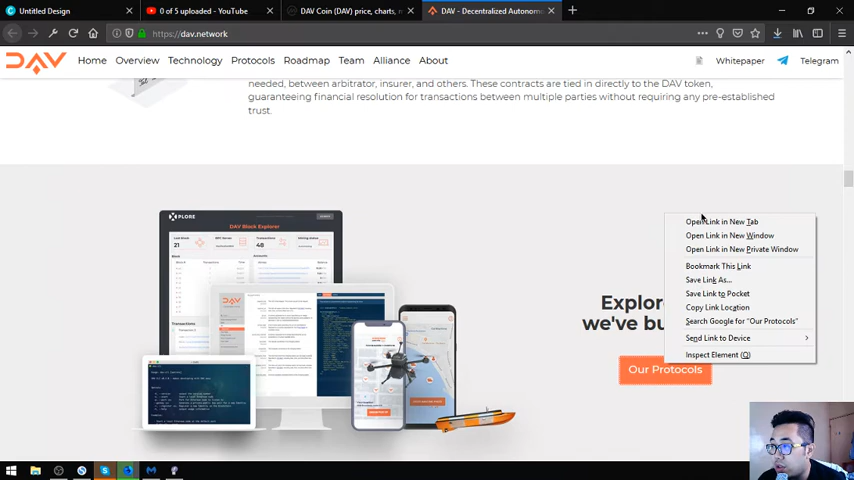 Untitled Design
0 of 5 uploaded - YouTube
DAV Coin (DAV) price, charts, m
DAV - Decentralized Autonom
https://dav.network
DAV
Home
Overview
Technology
Protocols
Roadmap
Team
Alliance
About
Whitepaper
Telegram
needed, between arbitrator, insurer, and others. These contracts are tied in directly to the DAV token,
guaranteeing financial resolution for transactions between multiple parties without requiring any pre-established
trust.
XPLORE
DAV Block Explorer
21
48
Transactions
Explor
we've bu
Our Protocols
Open Link in New Tab
Open Link in New Window
Open Link in New Private Window
Bookmark This Link
Save Link As...
Save Link to Pocket
Copy Link Location
Search Google for "Our Protocols"
Send Link to Device
Inspect Element (Q)